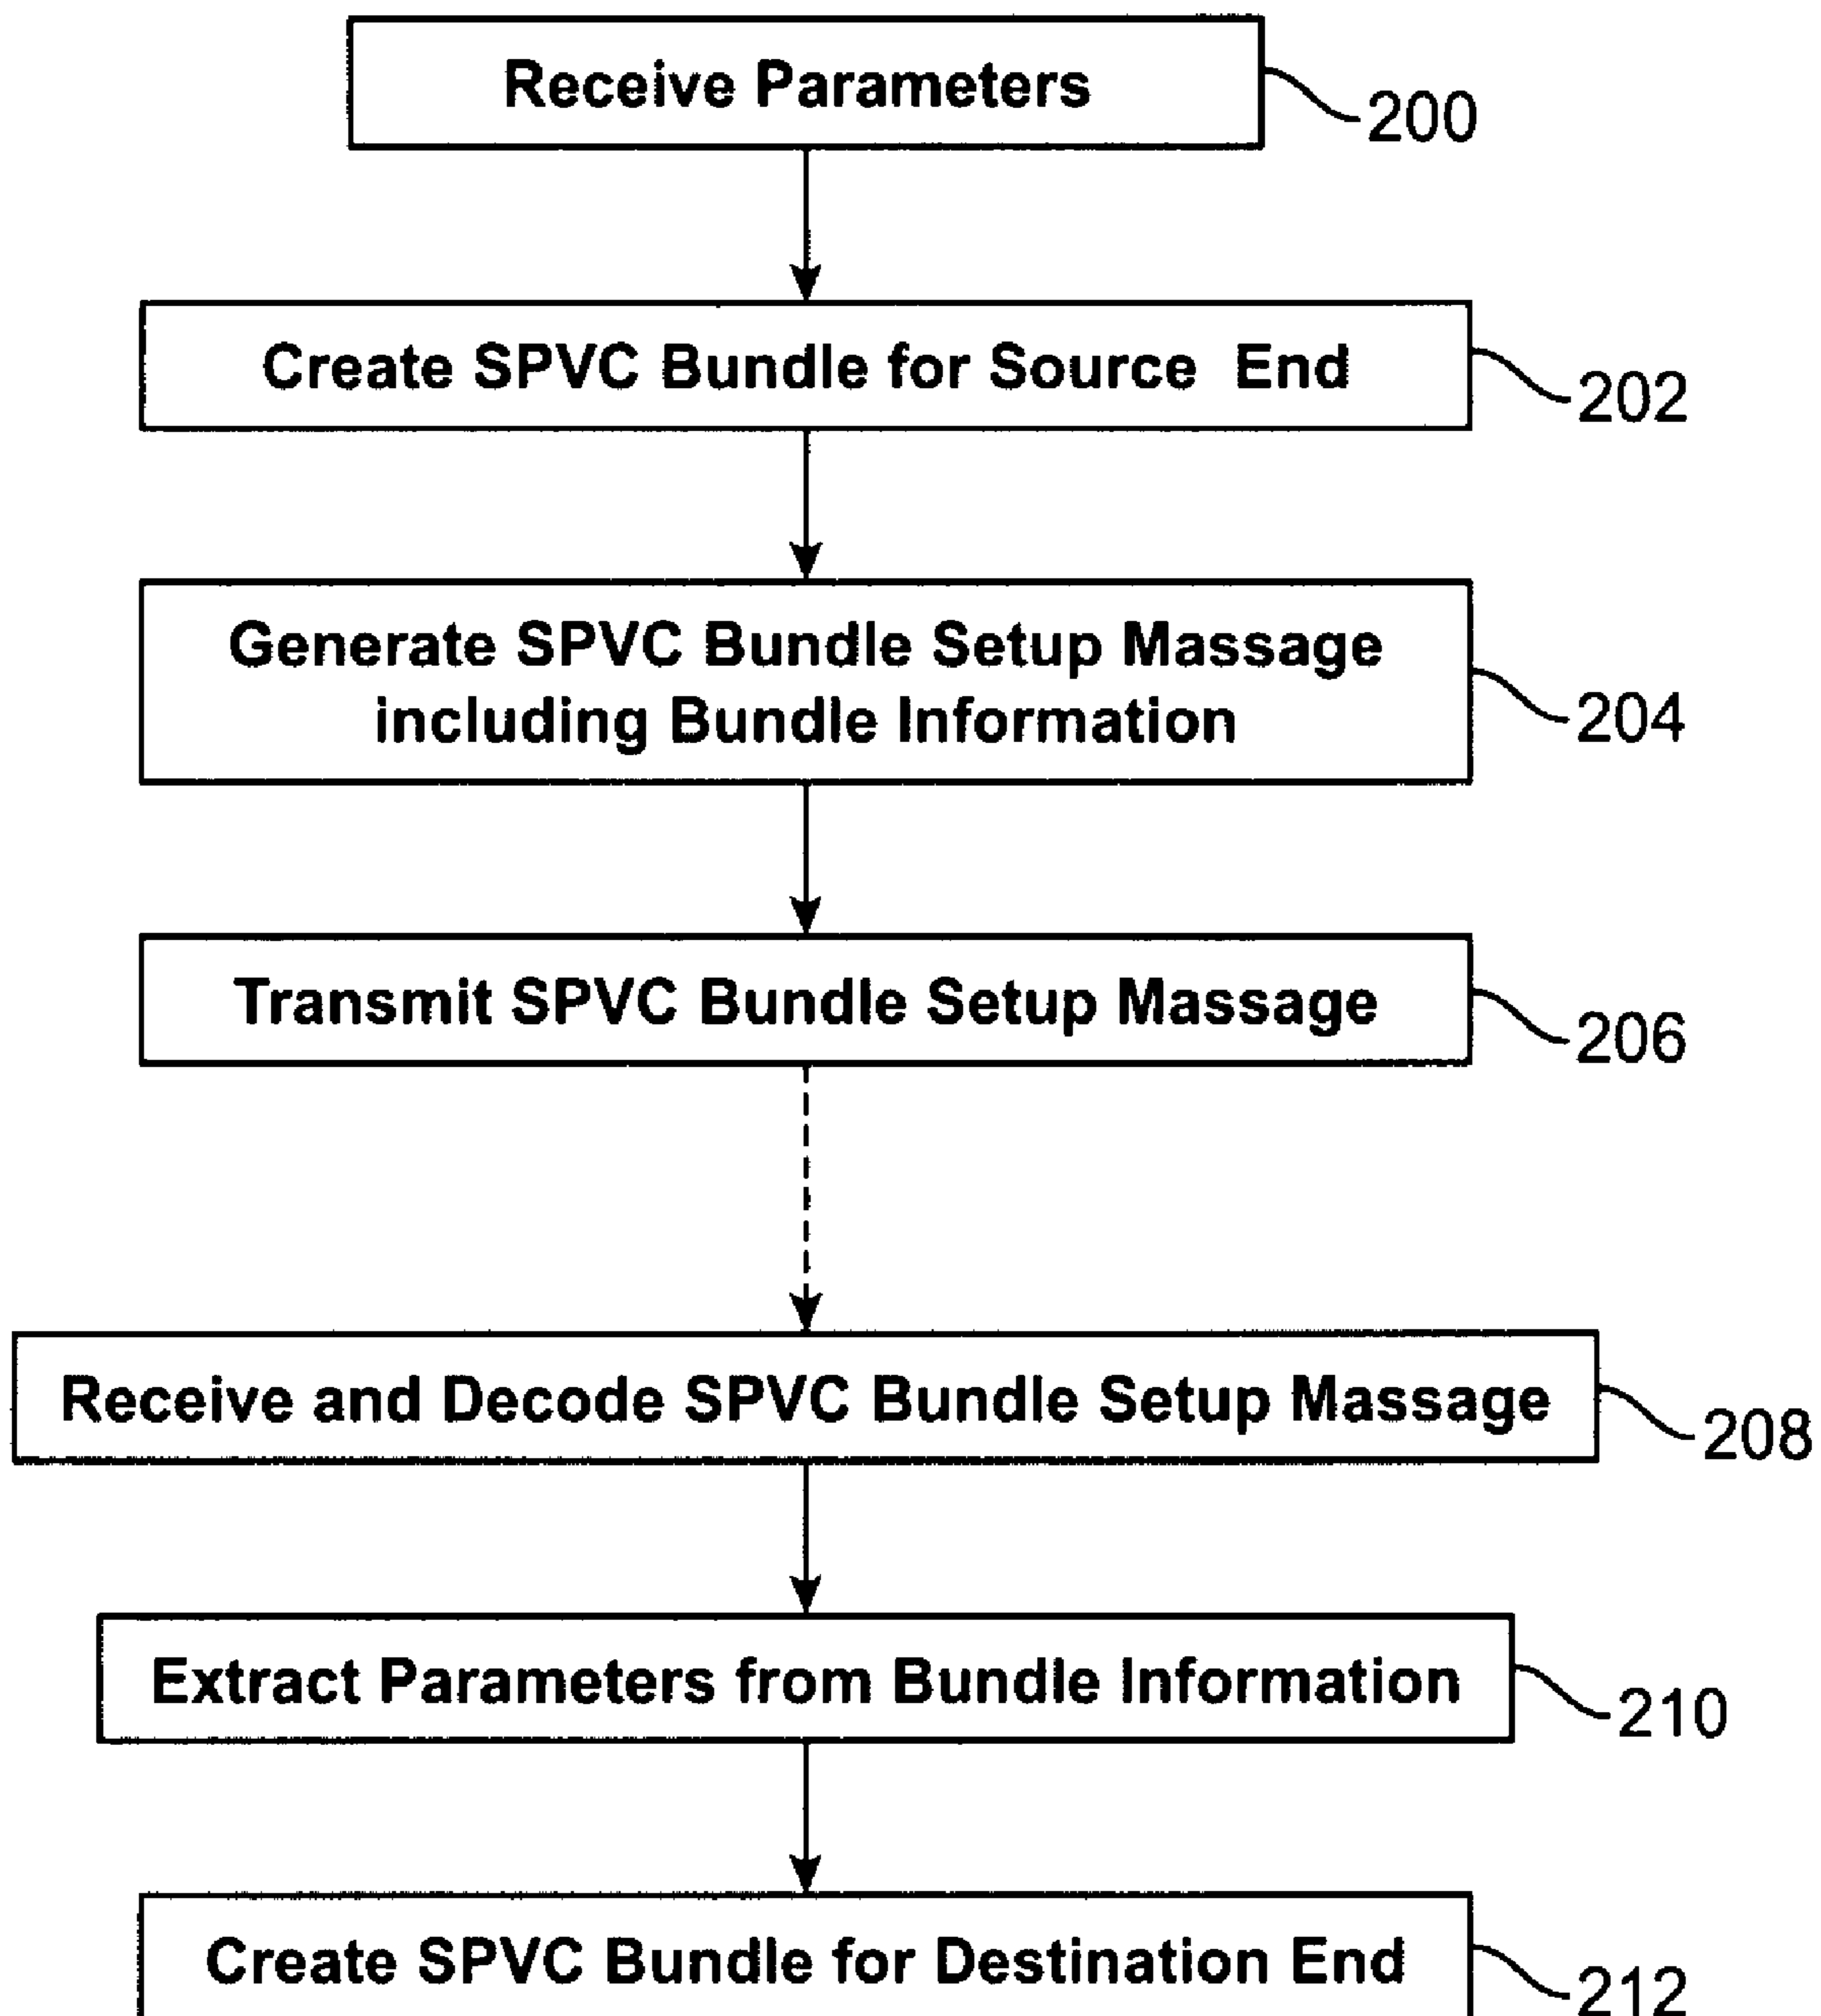 Receive Parameters
200
Create SPVC Bundle for Source End
202
Generate SPVC Bundle Setup Massage
including Bundle Information
204
Transmit SPVC Bundle Setup Massage
206
Receive and Decode SPVC Bundle Setup Massage
208
Extract Parameters from Bundle Information
210
Create SPVC Bundle for Destination End
212